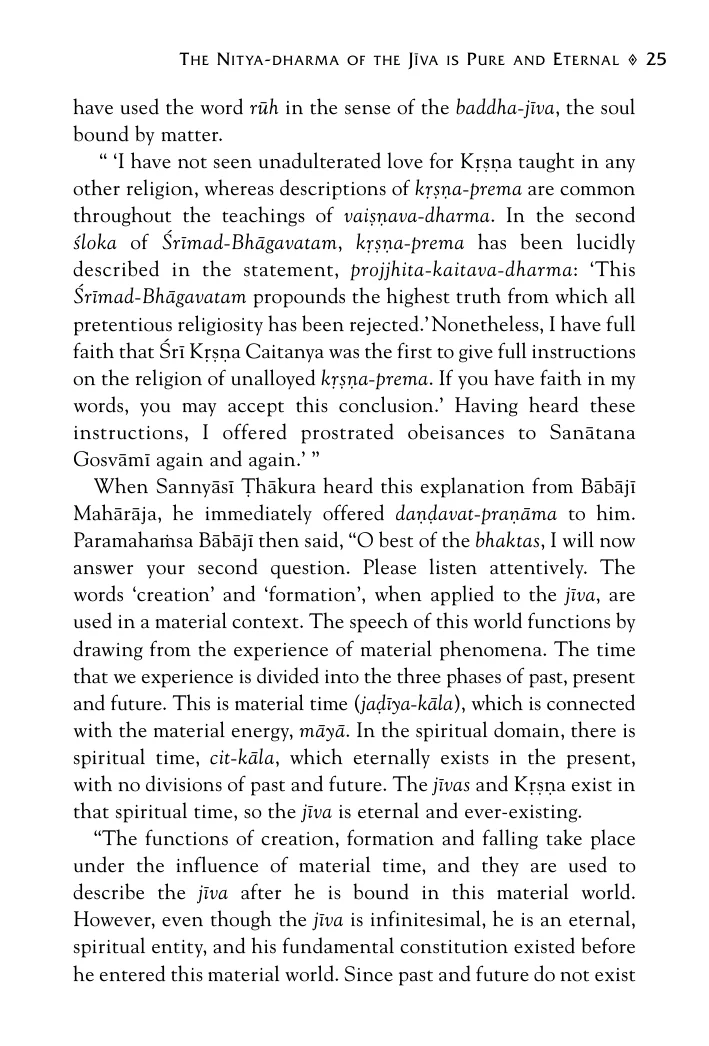 THE NITYA-DHARMA OF THE JĪVA IS PURE AND ETERNAL ◊ 25
have used the word rūh in the sense of the baddha-jīva, the soul
bound by matter.
“ ‘I have not seen unadulterated love for Kṛṣṇa taught in any
other religion, whereas descriptions of kṛṣṇa-prema are common
throughout the teachings of vaiṣṇava-dharma. In the second
śloka of Śrīmad-Bhāgavatam, kṛṣṇa-prema has been lucidly
described in the statement, projjhita-kaitava-dharma: ‘This
Śrīmad-Bhāgavatam propounds the highest truth from which all
pretentious religiosity has been rejected.’ Nonetheless, I have full
faith that Śrī Kṛṣṇa Caitanya was the first to give full instructions
on the religion of unalloyed kṛṣṇa-prema. If you have faith in my
words, you may accept this conclusion.’ Having heard these
instructions, I offered prostrated obeisances to Sanātana
Gosvāmī again and again.’ ”
When Sannyāsī Ṭhākura heard this explanation from Bābājī
Mahārāja, he immediately offered daṇḍavat-praṇāma to him.
Paramahaṁsa Bābājī then said, “O best of the bhaktas, I will now
answer your second question. Please listen attentively. The
words ‘creation’ and ‘formation’, when applied to the jīva, are
used in a material context. The speech of this world functions by
drawing from the experience of material phenomena. The time
that we experience is divided into the three phases of past, present
and future. This is material time (jaḍīya-kāla), which is connected
with the material energy, māyā. In the spiritual domain, there is
spiritual time, cit-kāla, which eternally exists in the present,
with no divisions of past and future. The jīvas and Kṛṣṇa exist in
that spiritual time, so the jīva is eternal and ever-existing.
“The functions of creation, formation and falling take place
under the influence of material time, and they are used to
describe the jīva after he is bound in this material world.
However, even though the jīva is infinitesimal, he is an eternal,
spiritual entity, and his fundamental constitution existed before
he entered this material world. Since past and future do not exist